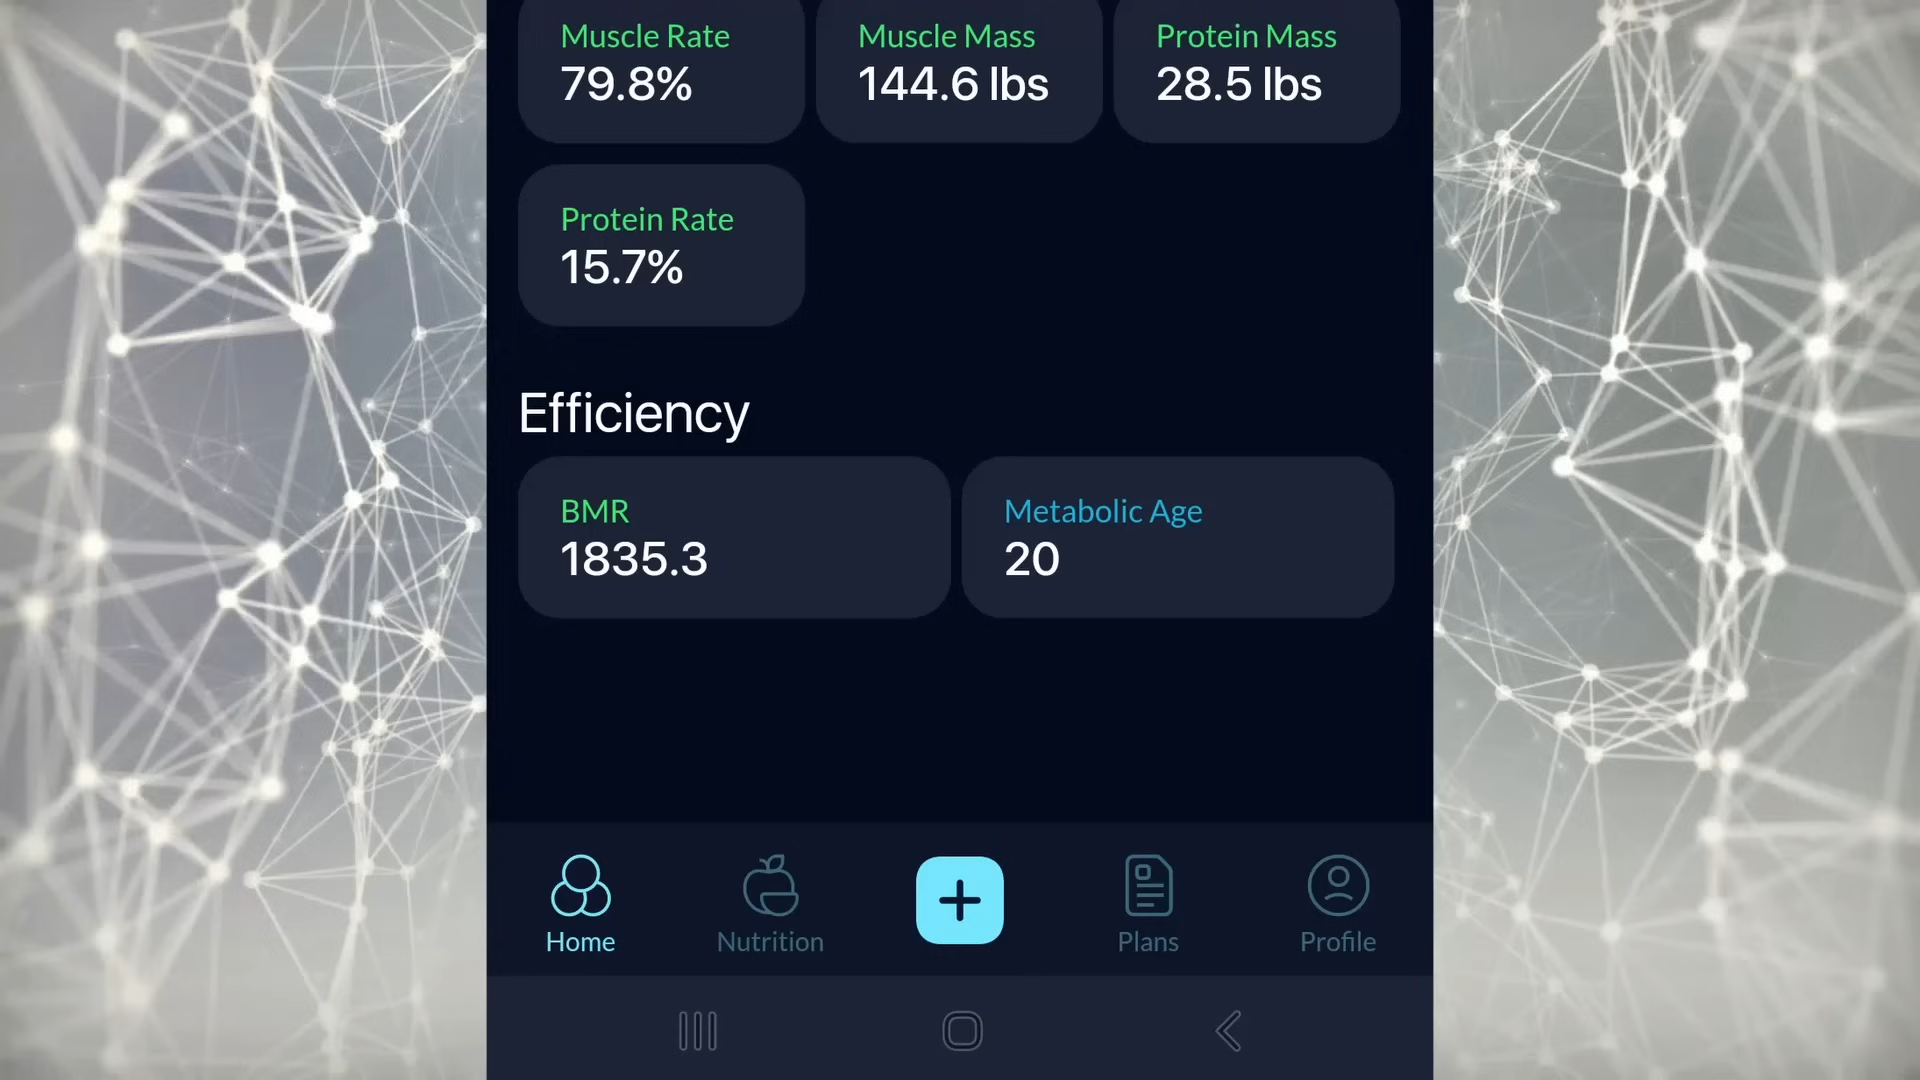 Muscle Rate
79.8%
Muscle Mass
144.6 lbs
Protein Mass
28.5 lbs
Protein Rate
15.7%
Efficiency
BMR
1835.3
Metabolic Age
20
Home
Nutrition
Plans
Profile